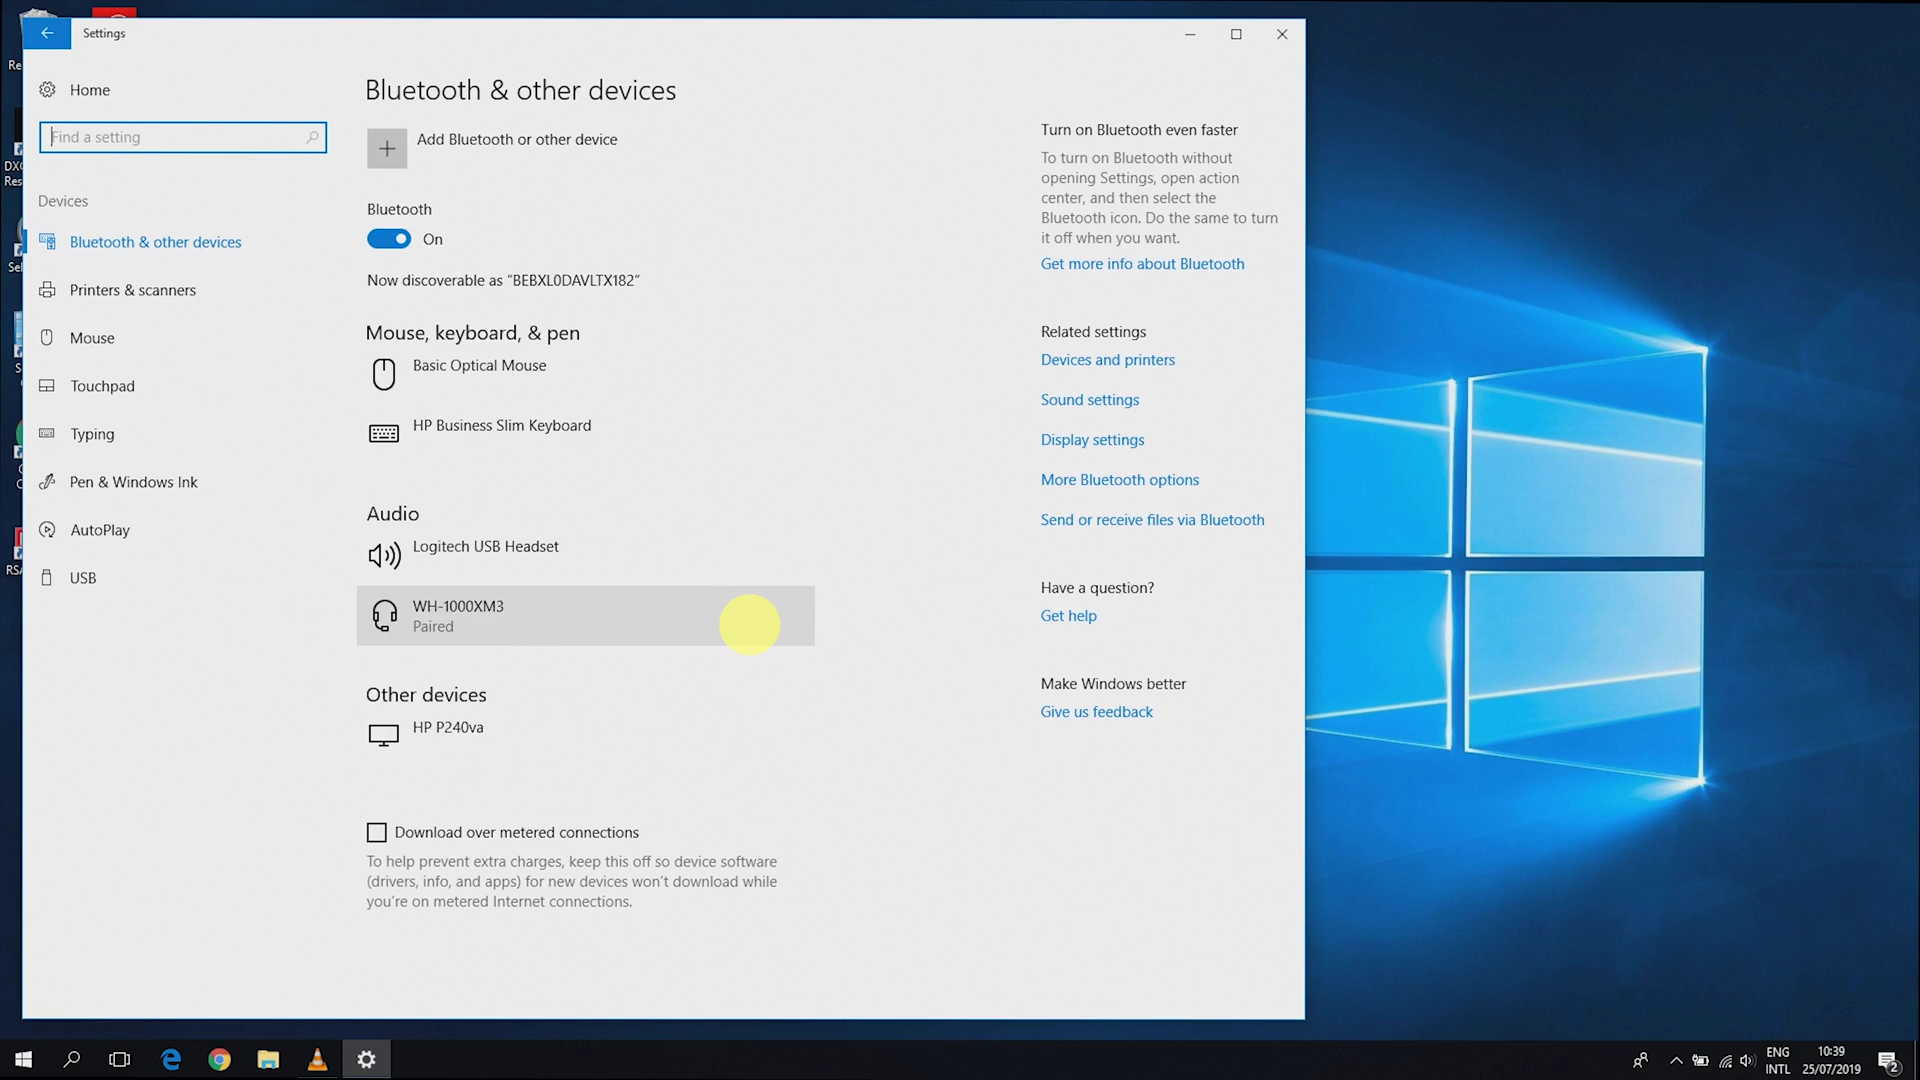 Settings
Home
Find a setting
Devices
Bluetooth & other devices
Printers & scanners
Mouse
Touchpad
Typing
Pen & Windows Ink
AutoPlay
USB
Bluetooth & other devices
Add Bluetooth or other device
Bluetooth
On
Now discoverable as “BEBXL0DAVLTX182”
Mouse, keyboard, & pen
Basic Optical Mouse
HP Business Slim Keyboard
Audio
Logitech USB Headset
WH-1000XM3
Paired
Other devices
HP P240va
Download over metered connections
To help prevent extra charges, keep this off so device software
(drivers, info, and apps) for new devices won’t download while
you’re on metered Internet connections.
Turn on Bluetooth even faster
To turn on Bluetooth without
opening Settings, open action
center, and then select the
Bluetooth icon. Do the same to turn
it off when you want.
Get more info about Bluetooth
Related settings
Devices and printers
Sound settings
Display settings
More Bluetooth options
Send or receive files via Bluetooth
Have a question?
Get help
Make Windows better
Give us feedback
ENG
INTL
10:39
25/07/2019
2